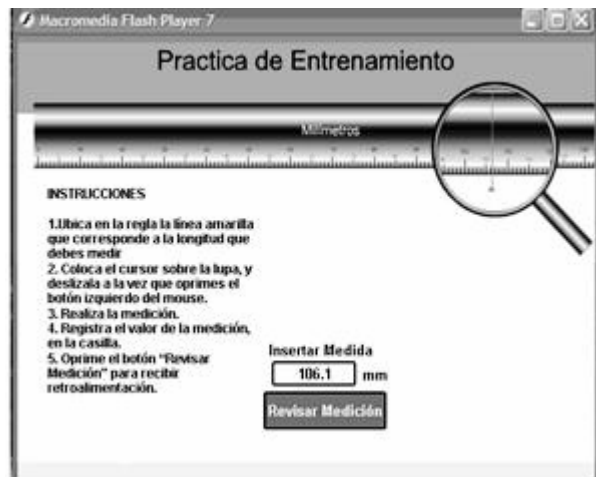 Macromedia Flash Player 7
Practica de Entrenamiento
Milimetros
INSTRUCCIONES
1.Ubica en la regla la línea amarilla
que corresponde a la longitud que
debes medir
2. Coloca el cursor sobre la lupa, y
deslizala a la vez que oprimes el
botón izquierdo del mouse.
3. Realiza la medición.
4. Registra el valor de la medición,
en la casilla.
5. Oprime el botón "Revisar
Medición" para recibir
retroalimentación.
Insertar Medida
106.1 mm
Revisar Medición